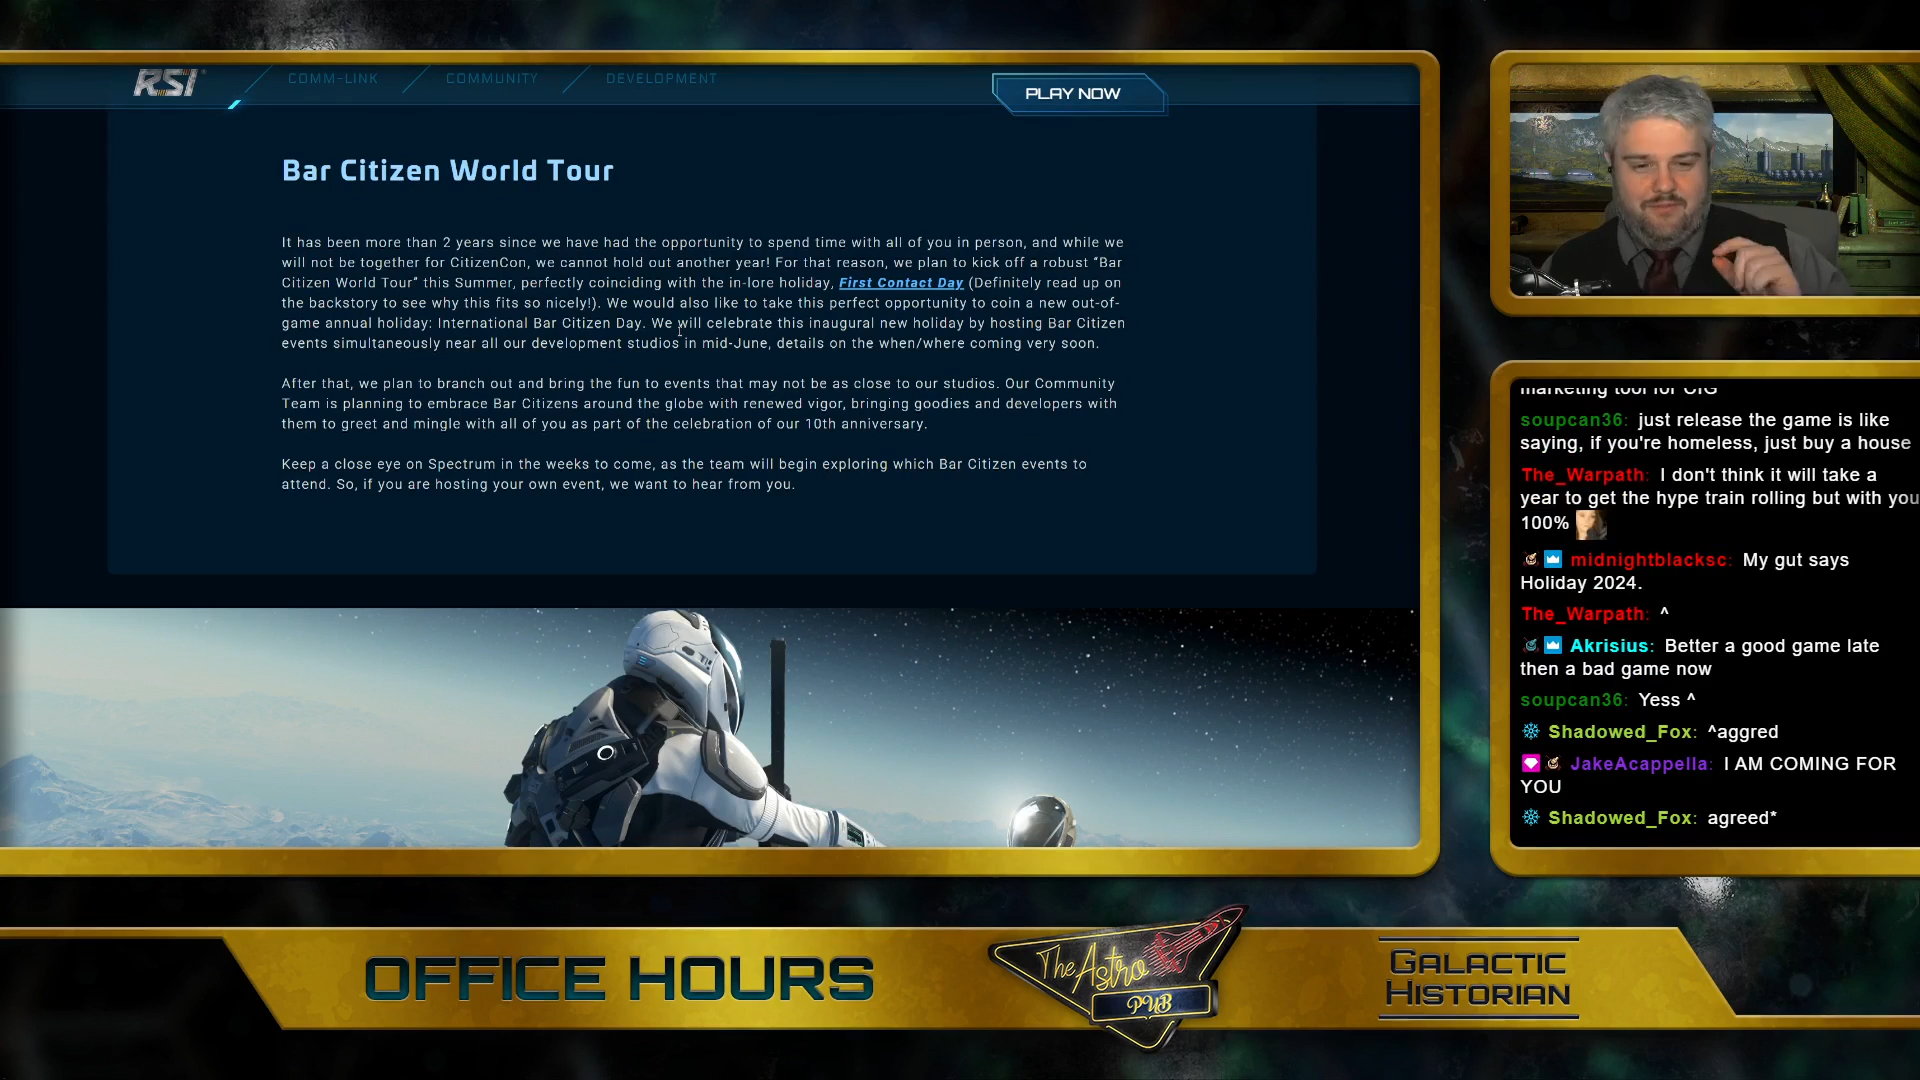 RSI
COMM-LINK
COMMUNITY
DEVELOPMENT
PLAY NOW
Bar Citizen World Tour
It has been more than 2 years since we have had the opportunity to spend time with all of you in person, and while we
will not be together for CitizenCon, we cannot hold out another year! For that reason, we plan to kick off a robust “Bar
Citizen World Tour” this Summer, perfectly coinciding with the in-lore holiday, First Contact Day (Definitely read up on
the backstory to see why this fits so nicely!). We would also like to take this perfect opportunity to coin a new out-of-
game annual holiday: International Bar Citizen Day. We will celebrate this inaugural new holiday by hosting Bar Citizen
events simultaneously near all our development studios in mid-June, details on the when/where coming very soon.
After that, we plan to branch out and bring the fun to events that may not be as close to our studios. Our Community
Team is planning to embrace Bar Citizens around the globe with renewed vigor, bringing goodies and developers with
them to greet and mingle with all of you as part of the celebration of our 10th anniversary.
Keep a close eye on Spectrum in the weeks to come, as the team will begin exploring which Bar Citizen events to
attend. So, if you are hosting your own event, we want to hear from you.
marketing tool for CIG
soupcan36: just release the game is like
saying, if you're homeless, just buy a house
The_Warpath: I don't think it will take a
year to get the hype train rolling but with you
100%
midnightblacksc: My gut says
Holiday 2024.
The_Warpath: ^
Akrisius: Better a good game late
then a bad game now
soupcan36: Yess ^
Shadowed_Fox: ^aggred
JakeAcappella: I AM COMING FOR
YOU
Shadowed_Fox: agreed*
OFFICE HOURS
The Astro
PUB
GALACTIC
HISTORIAN